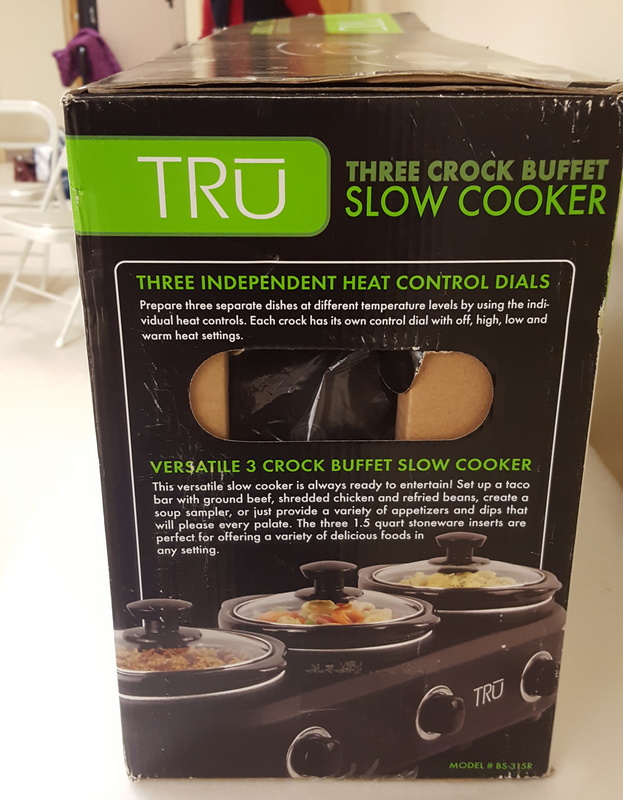 TRŪ
THREE CROCK BUFFET
SLOW COOKER
THREE INDEPENDENT HEAT CONTROL DIALS
Prepare three separate dishes at different temperature levels by using the indi-
vidual heat controls. Each crock has its own control dial with off, high, low and
warm heat settings.
VERSATILE 3 CROCK BUFFET SLOW COOKER
This versatile slow cooker is always ready to entertain! Set up a taco
bar with ground beef, shredded chicken and refried beans, create a
soup sampler, or just provide a variety of appetizers and dips that
will please every palate. The three 1.5 quart stoneware inserts are
perfect for offering a variety of delicious foods in
any setting.
TRŪ
MODEL # BS-315R